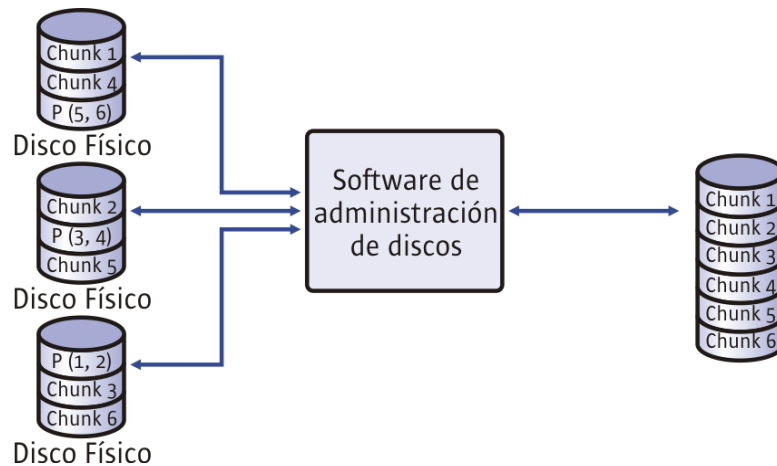 Chunk 1
Chunk 4
P (5, 6)
Disco Físico
Chunk 2
P (3, 4)
Chunk 5
Disco Físico
P (1, 2)
Chunk 3
Chunk 6
Disco Físico
Software de
administración
de discos
Chunk 1
Chunk 2
Chunk 3
Chunk 4
Chunk 5
Chunk 6